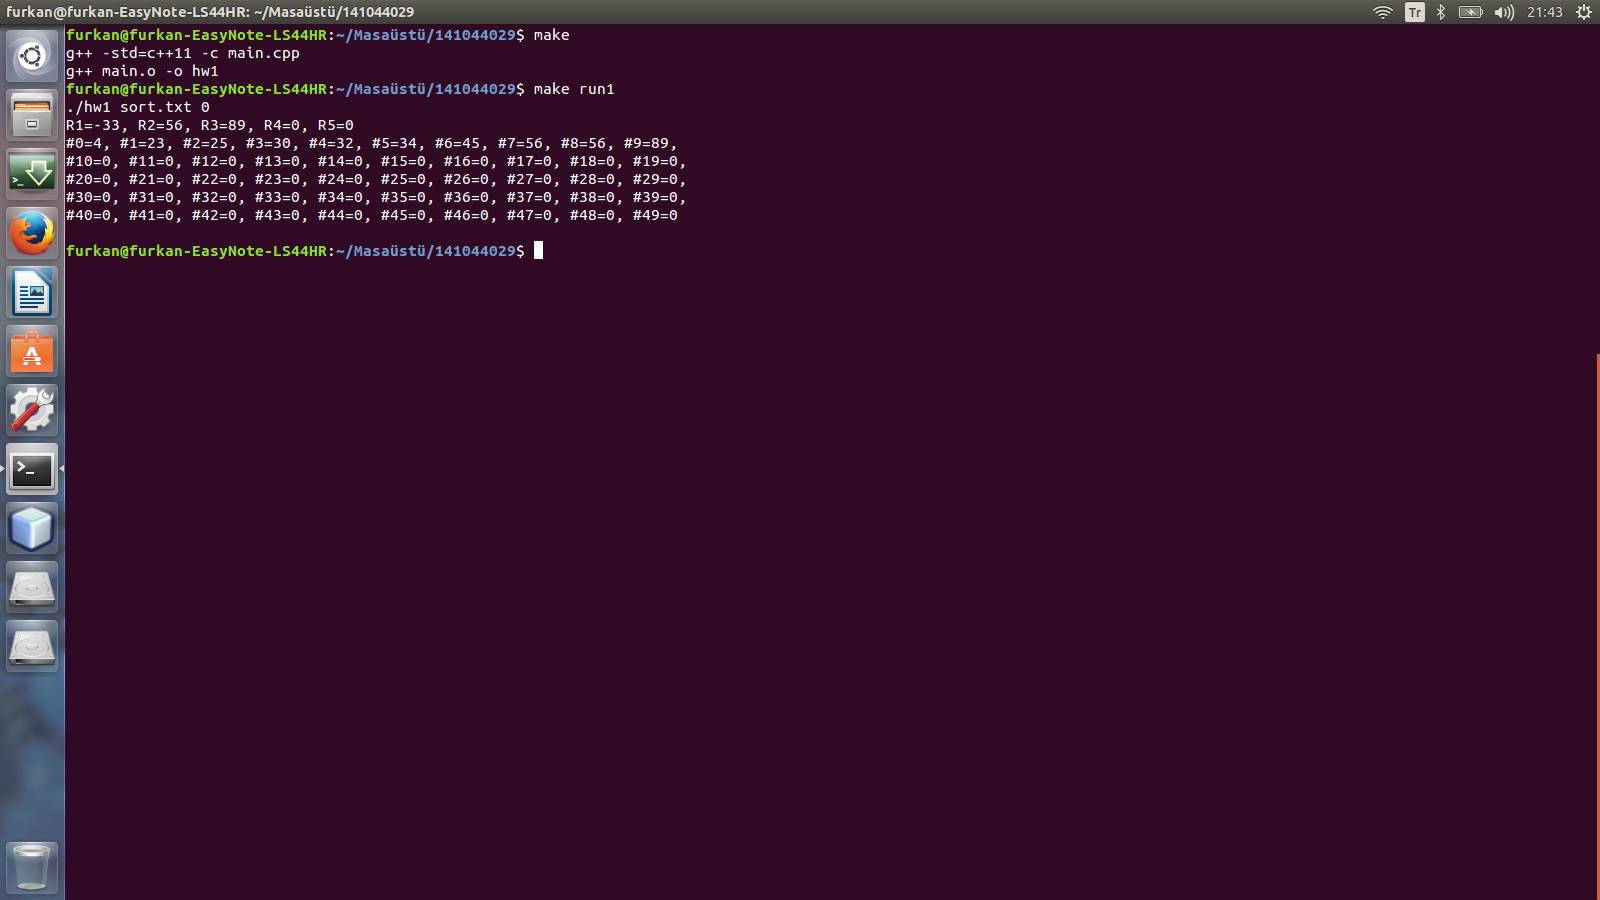 furkan@furkan-EasyNote-LS44HR: ~/Masaüstü/141044029
Tr
21:43
furkan@furkan-EasyNote-LS44HR:~/Masaüstü/141044029$ make
g++ -std=c++11 -c main.cpp
g++ main.o -o hw1
furkan@furkan-EasyNote-LS44HR:~/Masaüstü/141044029$ make run1
./hw1 sort.txt 0
R1=-33, R2=56, R3=89, R4=0, R5=0
#0=4, #1=23, #2=25, #3=30, #4=32, #5=34, #6=45, #7=56, #8=56, #9=89,
#10=0, #11=0, #12=0, #13=0, #14=0, #15=0, #16=0, #17=0, #18=0, #19=0,
#20=0, #21=0, #22=0, #23=0, #24=0, #25=0, #26=0, #27=0, #28=0, #29=0,
#30=0, #31=0, #32=0, #33=0, #34=0, #35=0, #36=0, #37=0, #38=0, #39=0,
#40=0, #41=0, #42=0, #43=0, #44=0, #45=0, #46=0, #47=0, #48=0, #49=0
furkan@furkan-EasyNote-LS44HR:~/Masaüstü/141044029$